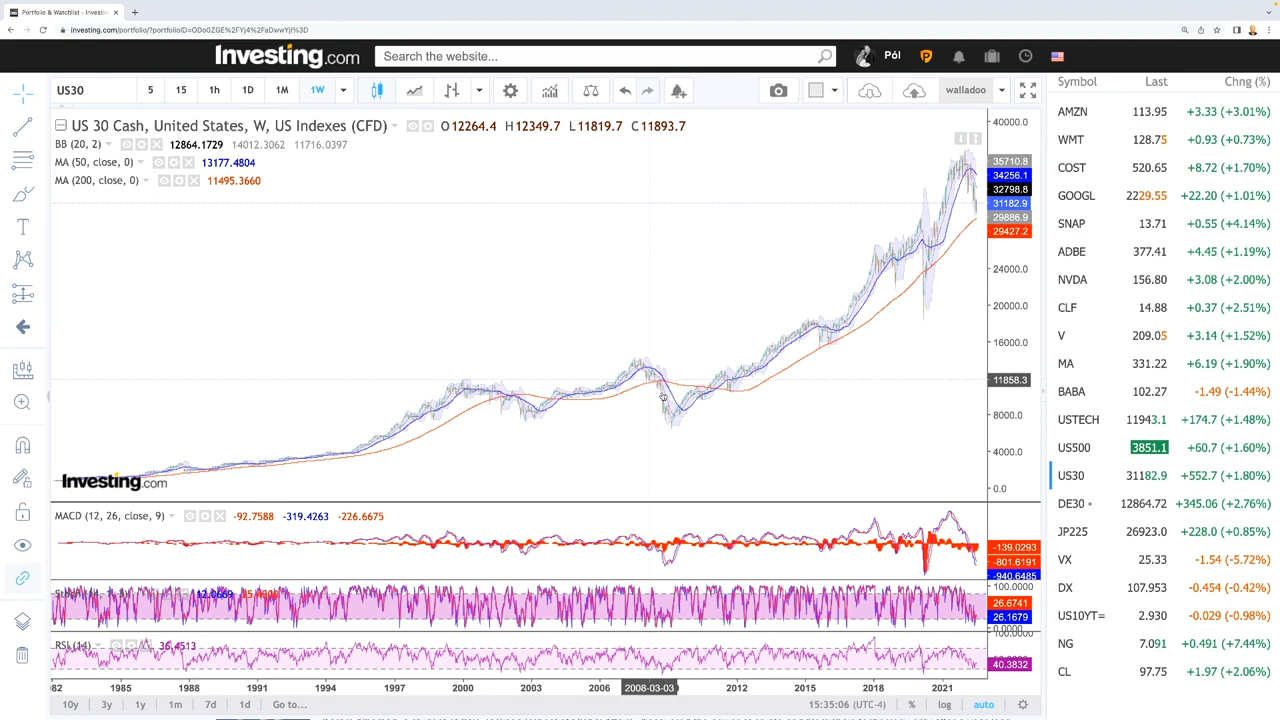 Portfolio & Watchlist - Investin
investing.com/portfolio/?portfolioID=ODo0ZGE%2FYj4%2FaDwwYjI%3D
Investing.com
Search the website...
Pól
US30
5 15 1h 1D 1M 1W
walladoo
US 30 Cash, United States, W, US Indexes (CFD) O12264.4 H12349.7 L11819.7 C11893.7
BB (20, 2) 12864.1729 14012.3062 11716.0397
MA (50, close, 0) 13177.4804
MA (200, close, 0) 11495.3660
40000.0
35710.8
34256.1
32798.8
31182.9
29886.9
29427.2
24000.0
20000.0
16000.0
11858.3
8000.0
4000.0
0.0
Investing.com
MACD (12, 26, close, 9) -92.7588 -319.4263 -226.6675
-139.0293
-801.6191
-940.6485
100.0000
12.0669
26.6741
26.1679
0.0000
100.0000
RSI (14) 36.4513
40.3832
82 1985 1988 1991 1994 1997 2000 2003 2006 2008-03-03 2012 2015 2018 2021
10y 3y 1y 1m 7d 1d Go to...
15:35:06 (UTC-4) % log auto
Symbol Last Chng (%)
AMZN 113.95 +3.33 (+3.01%)
WMT 128.75 +0.93 (+0.73%)
COST 520.65 +8.72 (+1.70%)
GOOGL 2229.55 +22.20 (+1.01%)
SNAP 13.71 +0.55 (+4.14%)
ADBE 377.41 +4.45 (+1.19%)
NVDA 156.80 +3.08 (+2.00%)
CLF 14.88 +0.37 (+2.51%)
V 209.05 +3.14 (+1.52%)
MA 331.22 +6.19 (+1.90%)
BABA 102.27 -1.49 (-1.44%)
USTECH 11943.1 +174.7 (+1.48%)
US500 3851.1 +60.7 (+1.60%)
US30 31182.9 +552.7 (+1.80%)
DE30 12864.72 +345.06 (+2.76%)
JP225 26923.0 +228.0 (+0.85%)
VX 25.33 -1.54 (-5.72%)
DX 107.953 -0.454 (-0.42%)
US10YT= 2.930 -0.029 (-0.98%)
NG 7.091 +0.491 (+7.44%)
CL 97.75 +1.97 (+2.06%)